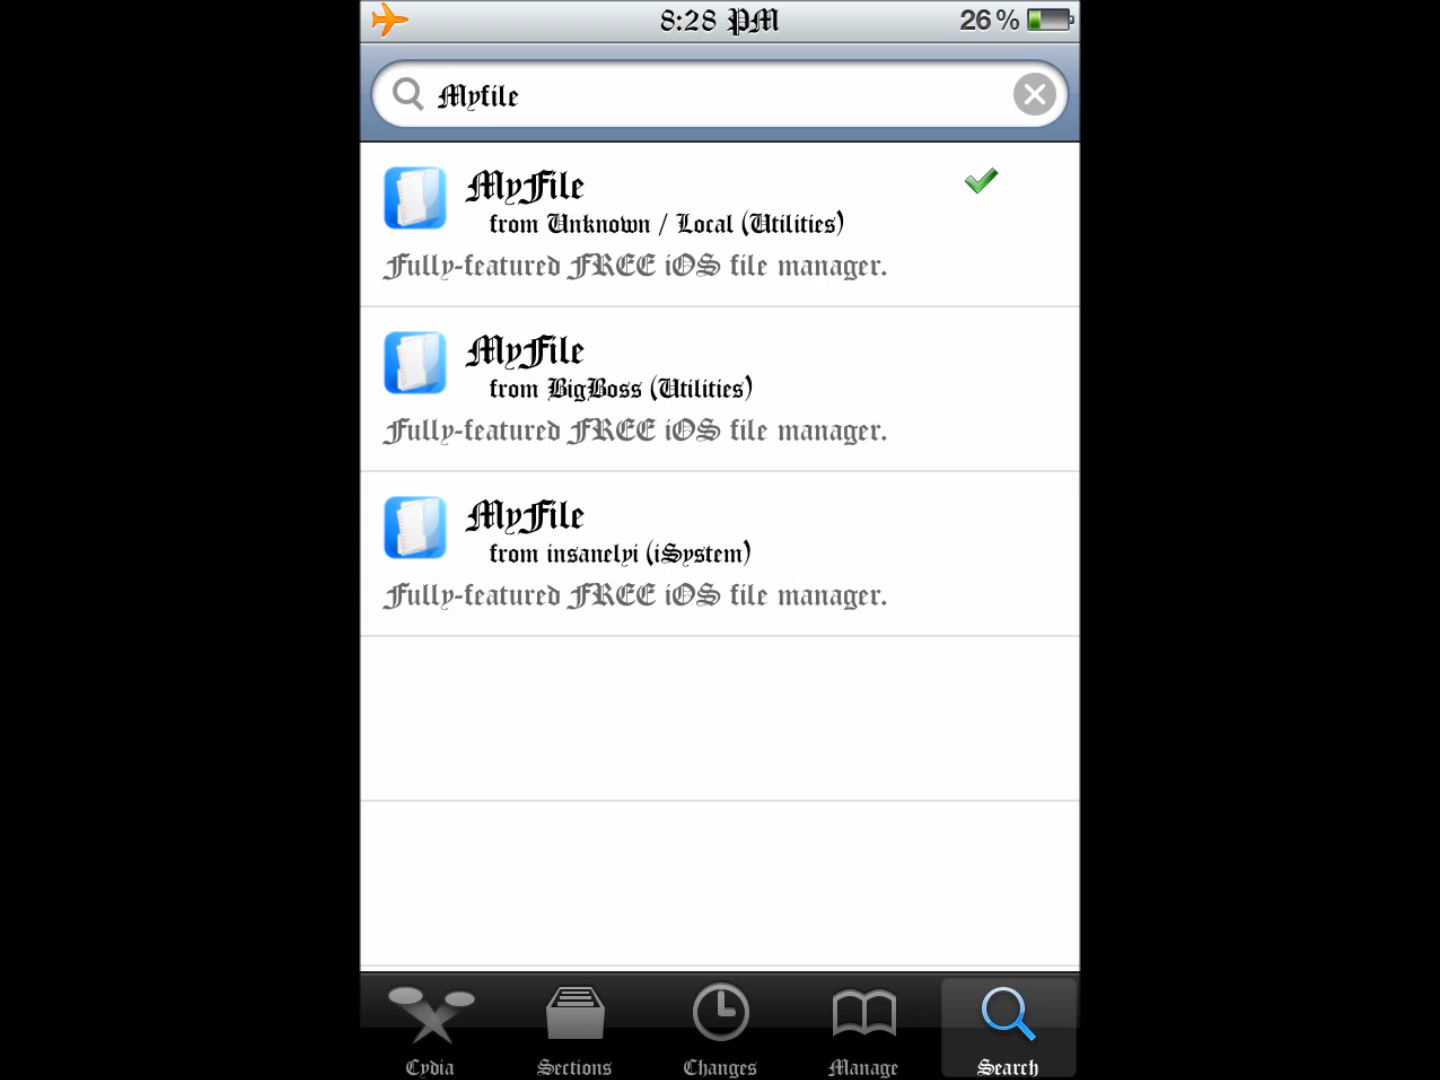 8:28 PM 26%
Myfile
MyFile
from Unknown / Local (Utilities)
Fully-featured FREE iOS file manager.
MyFile
from BigBoss (Utilities)
Fully-featured FREE iOS file manager.
MyFile
from insanelyi (iSystem)
Fully-featured FREE iOS file manager.
Cydia Sections Changes Manage Search